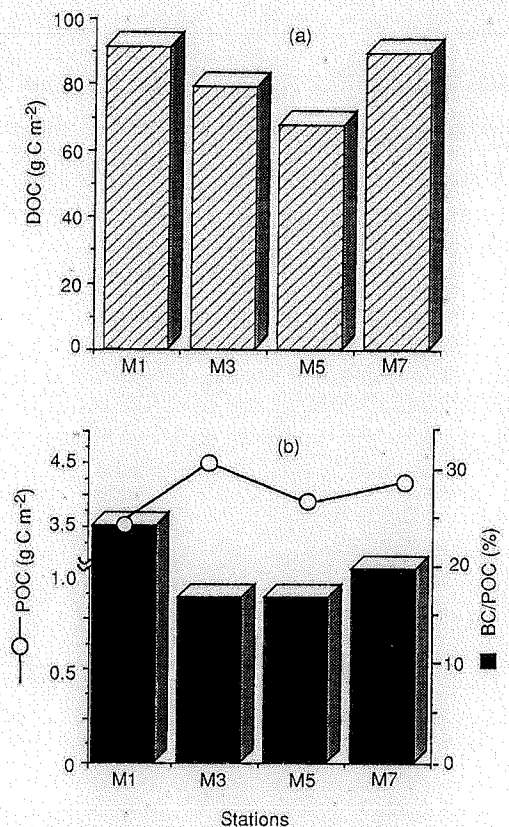 (a)
DOC (g C m-2)
100
80
60
40
20
0
M1 M3 M5 M7
(b)
POC (g C m-2)
4.5
3.5
1.0
0.5
0
BC/POC (%)
30
20
10
0
M1 M3 M5 M7
Stations